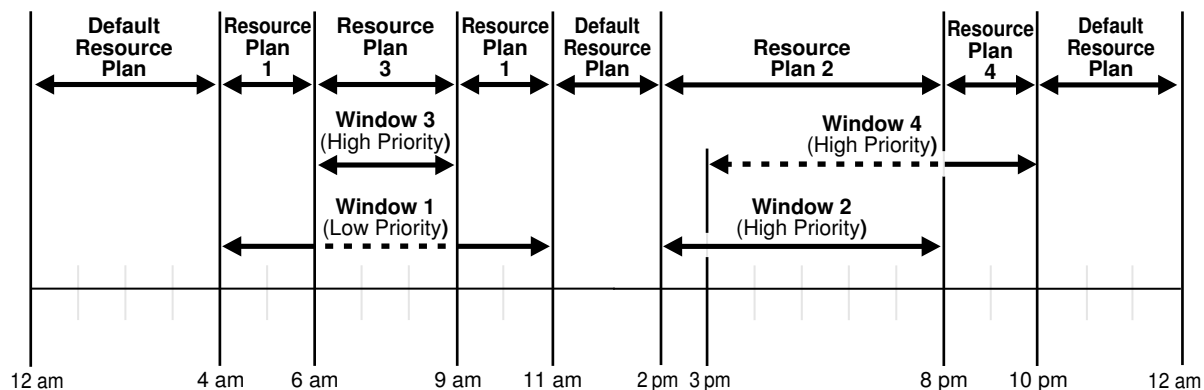 Default
Resource
Plan
Resource
Plan
1
Resource
Plan
3
Resource
Plan
1
Default
Resource
Plan
Resource
Plan 2
Resource
Plan
4
Default
Resource
Plan
Window 3
(High Priority)
Window 4
(High Priority)
Window 1
(Low Priority)
Window 2
(High Priority)
12 am
4 am
6 am
9 am
11 am
2 pm
3 pm
8 pm
10 pm
12 am